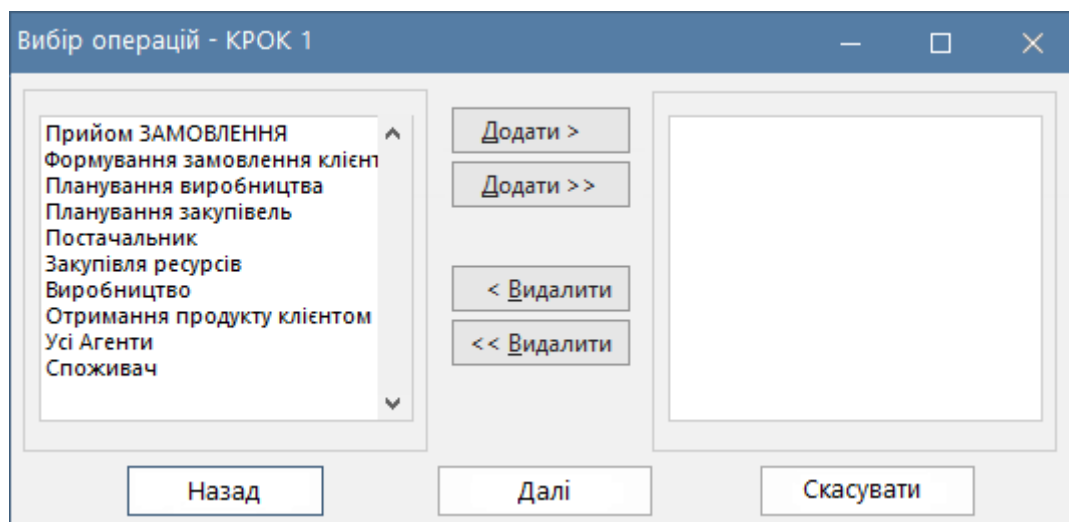 Вибір операцій - КРОК 1
Прийом ЗАМОВЛЕННЯ
Формування замовлення клієнт
Планування виробництва
Планування закупівель
Постачальник
Закупівля ресурсів
Виробництво
Отримання продукту клієнтом
Усі Агенти
Споживач
Додати >
Додати >>
< Видалити
<< Видалити
Назад
Далі
Скасувати